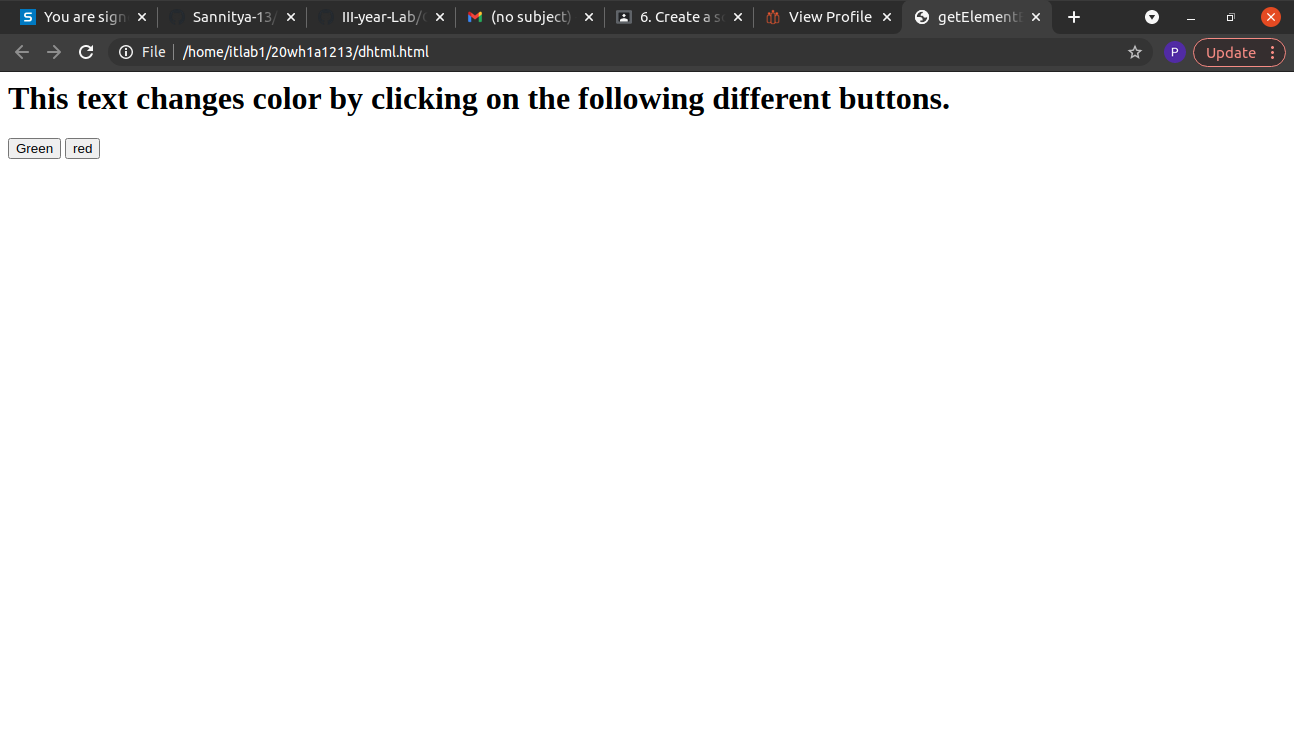 You are sign
Sannitya-13/
III-year-Lab/
(no subject)
6. Create a s
View Profile
getElement
File
/home/itlab1/20wh1a1213/dhtml.html
P
Update
This text changes color by clicking on the following different buttons.
Green
red